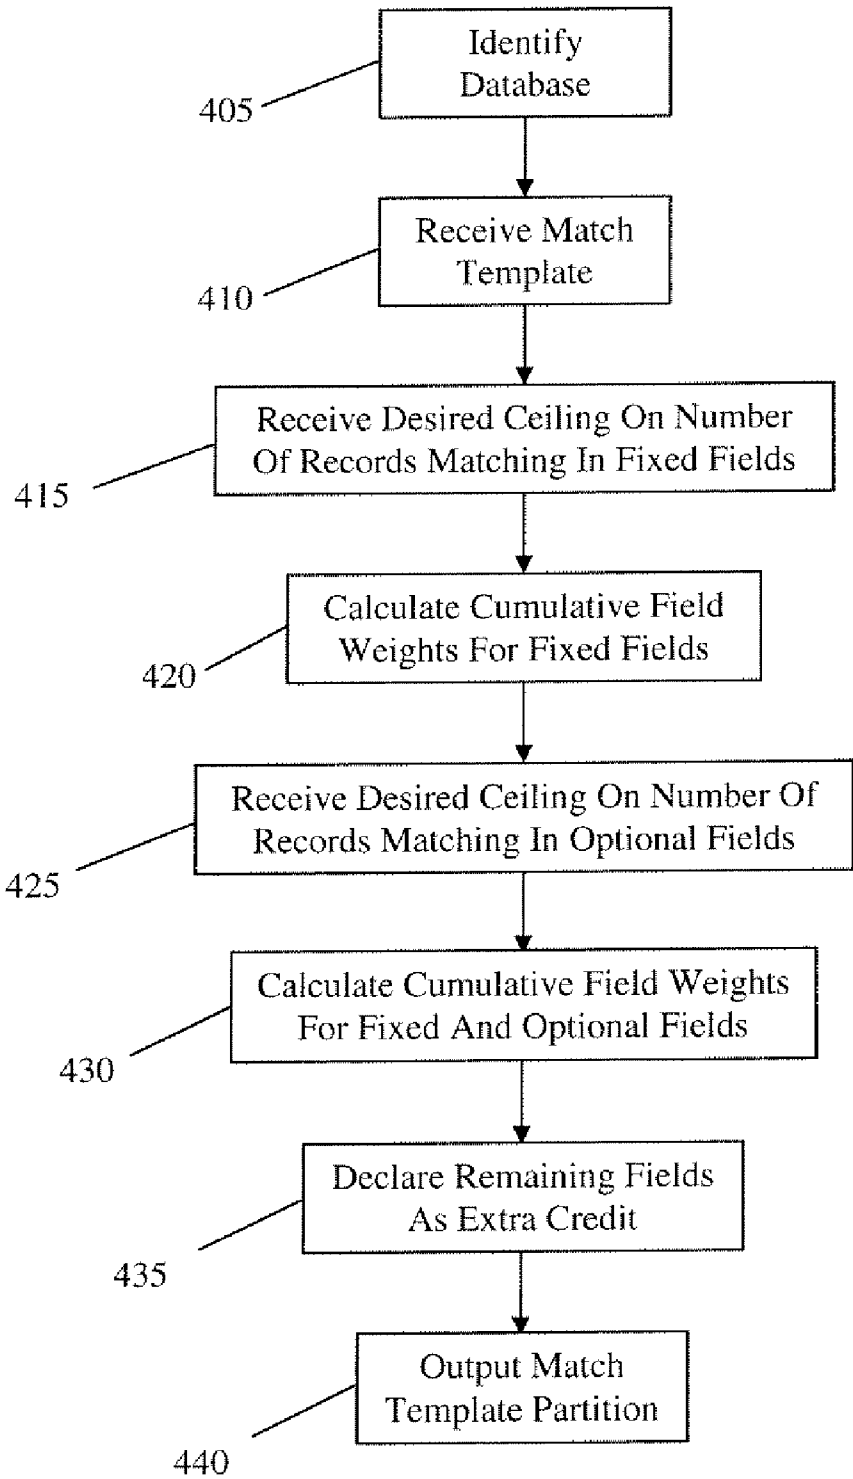 Identify
Database
405
Receive Match
Template
410
Receive Desired Ceiling On Number
Of Records Matching In Fixed Fields
415
Calculate Cumulative Field
Weights For Fixed Fields
420
Receive Desired Ceiling On Number Of
Records Matching In Optional Fields
425
Calculate Cumulative Field Weights
For Fixed And Optional Fields
430
Declare Remaining Fields
As Extra Credit
435
Output Match
Template Partition
440